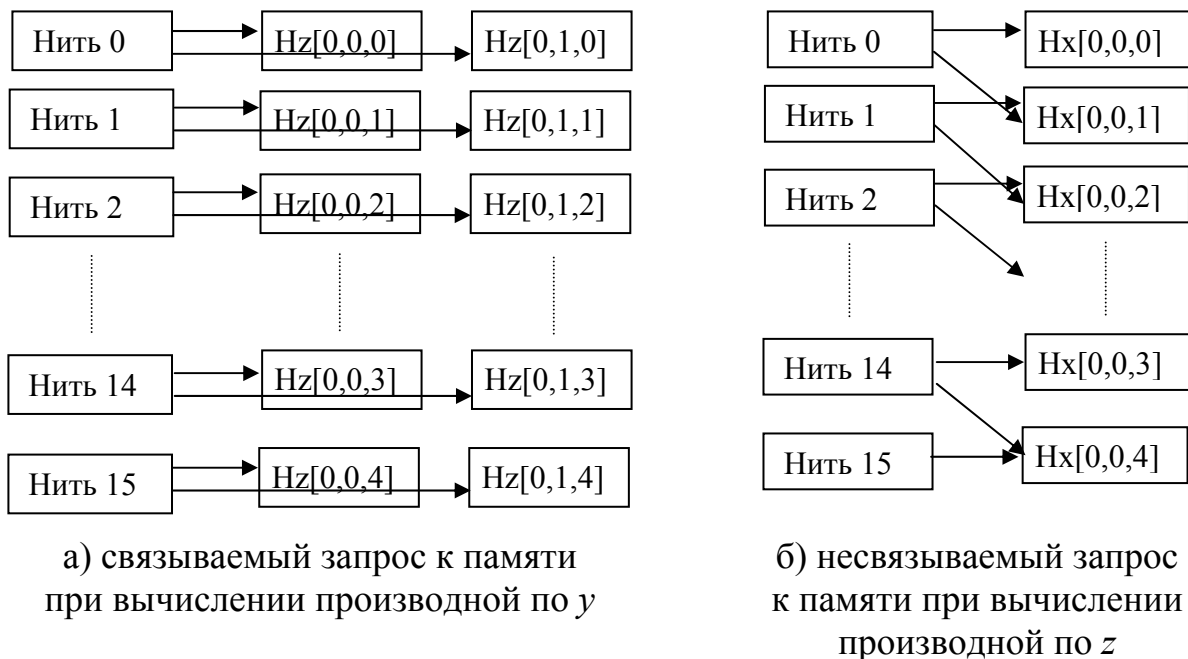 Нить 0 Hz[0,0,0] Hz[0,1,0]
Нить 1 Hz[0,0,1] Hz[0,1,1]
Нить 2 Hz[0,0,2] Hz[0,1,2]
Нить 14 Hz[0,0,3] Hz[0,1,3]
Нить 15 Hz[0,0,4] Hz[0,1,4]
а) связываемый запрос к памяти
при вычислении производной по y
Нить 0 Hx[0,0,0]
Нить 1 Hx[0,0,1]
Нить 2 Hx[0,0,2]
Нить 14 Hx[0,0,3]
Нить 15 Hx[0,0,4]
б) несвязываемый запрос
к памяти при вычислении
производной по z